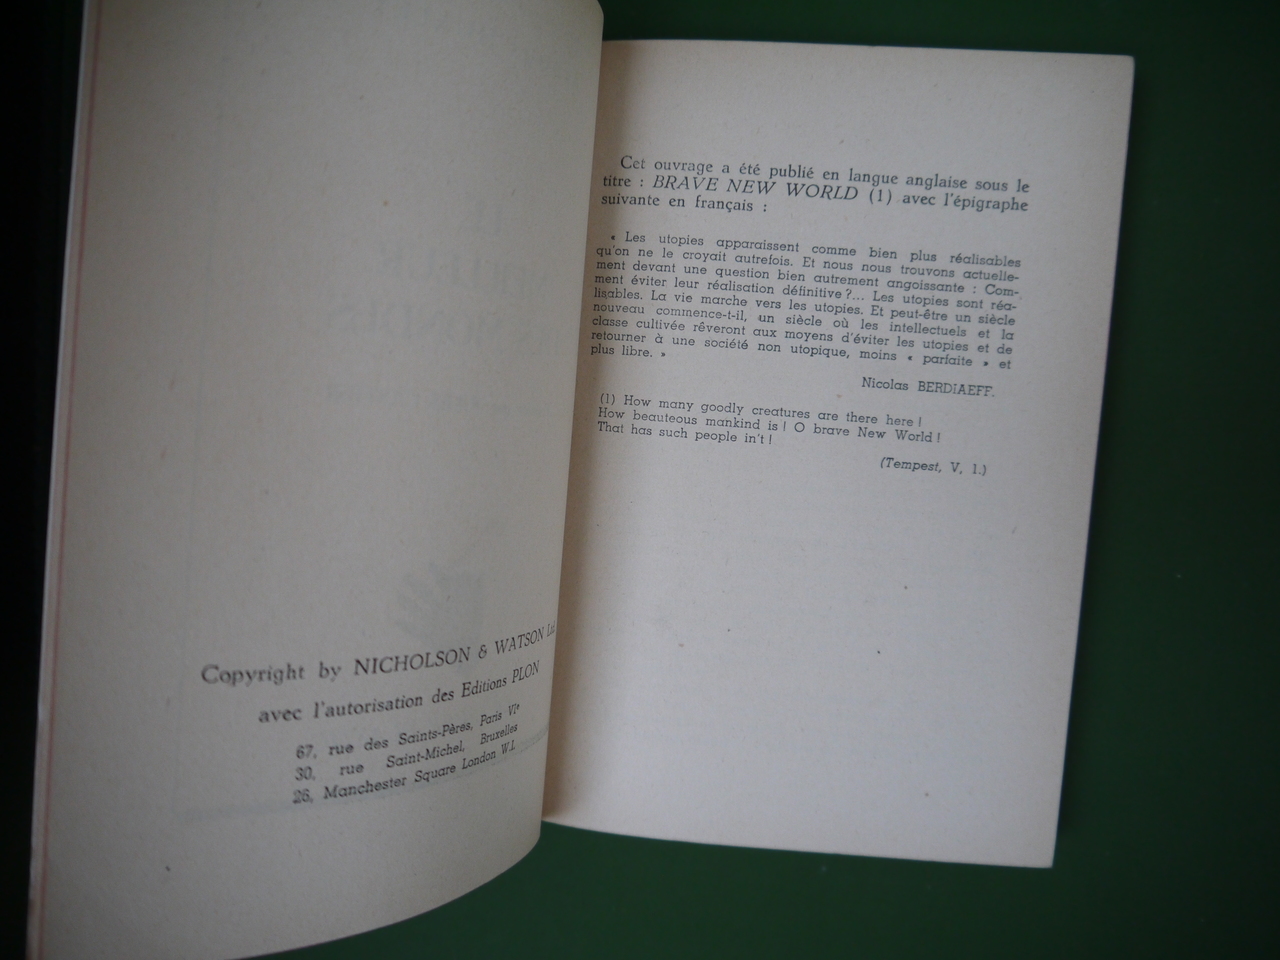 Copyright by NICHOLSON & WATSON Ltd
avec l'autorisation des Editions PLON
67, rue des Saints-Pères, Paris VIe
30, rue Saint-Michel, Bruxelles
26, Manchester Square London W.I.
Cet ouvrage a été publié en langue anglaise sous le
titre : BRAVE NEW WORLD (1) avec l'épigraphe
suivante en français :
« Les utopies apparaissent comme bien plus réalisables
qu'on ne le croyait autrefois. Et nous nous trouvons actuelle-
ment devant une question bien autrement angoissante : Com-
ment éviter leur réalisation définitive ?... Les utopies sont réa-
lisables. La vie marche vers les utopies. Et peut-être un siècle
nouveau commence-t-il, un siècle où les intellectuels et la
classe cultivée rêveront aux moyens d'éviter les utopies et de
retourner à une société non utopique, moins « parfaite » et
plus libre. »
Nicolas BERDIAEFF.
(1) How many goodly creatures are there here !
How beauteous mankind is ! O brave New World !
That has such people in't !
(Tempest, V, 1.)